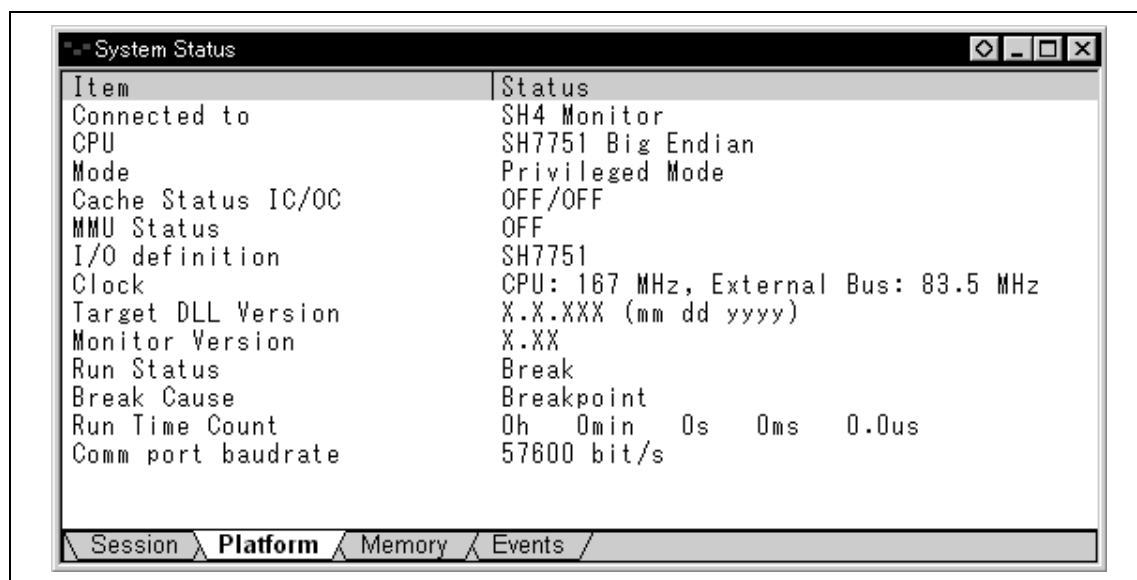 System Status
Item Status
Connected to SH4 Monitor
CPU SH7751 Big Endian
Mode Privileged Mode
Cache Status IC/OC OFF/OFF
MMU Status OFF
I/O definition SH7751
Clock CPU: 167 MHz, External Bus: 83.5 MHz
Target DLL Version X.X.XXX (mm dd yyyy)
Monitor Version X.XX
Run Status Break
Break Cause Breakpoint
Run Time Count 0h 0min 0s 0ms 0.0us
Comm port baudrate 57600 bit/s
Session Platform Memory Events